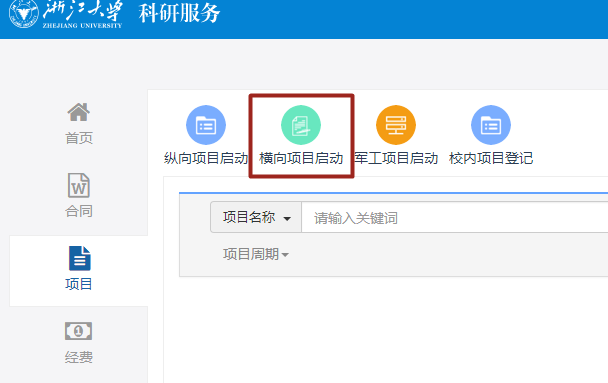 浙江大学 科研服务
ZHEJIANG UNIVERSITY
首页
合同
项目
经费
纵向项目启动 横向项目启动 军工项目启动 校内项目登记
项目名称 请输入关键词
项目周期